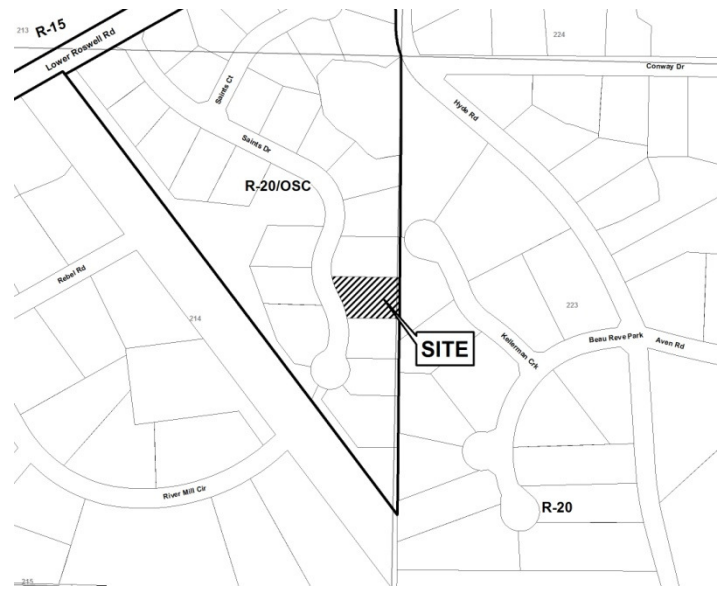 213
R-15
224
Lower Roswell Rd
Conway Dr
Saints Ct
Hyde Rd
Saints Dr
R-20/OSC
Rebel Rd
214
223
Kellerman Crk
Beau Reve Park
Aven Rd
SITE
River Mill Cir
R-20
215